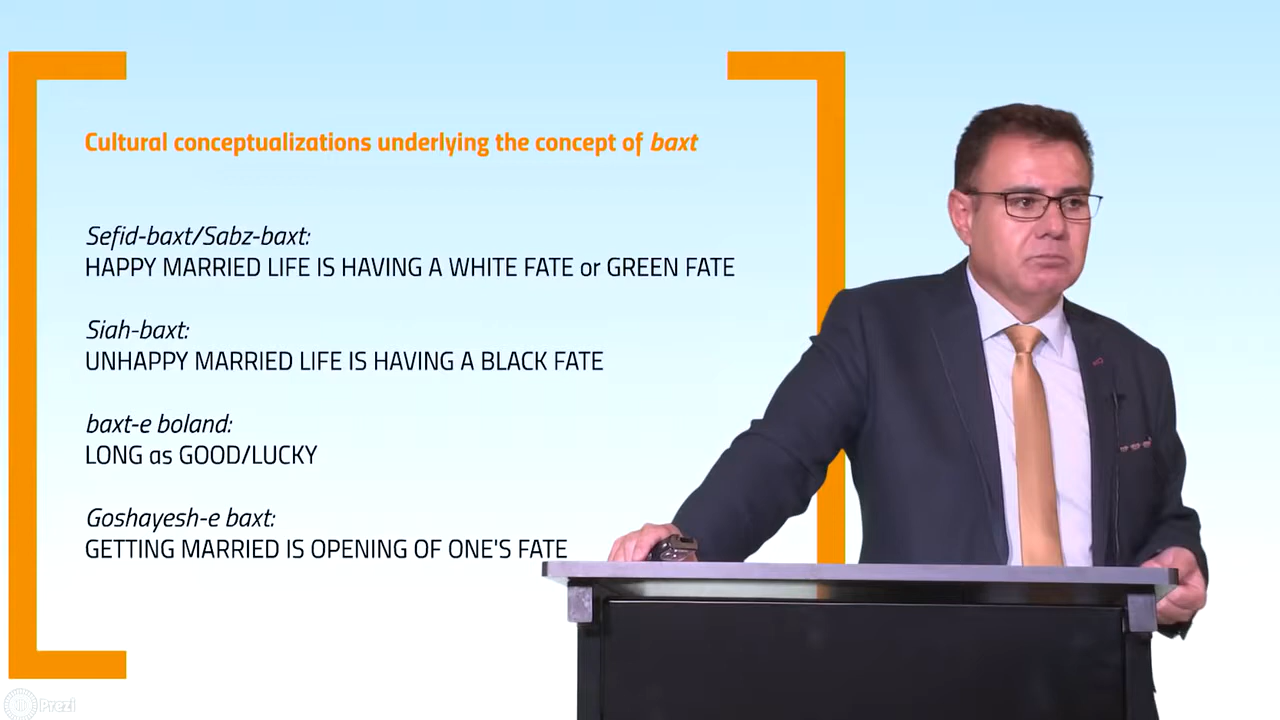 Cultural conceptualizations underlying the concept of baxt
Sefid-baxt/Sabz-baxt:
HAPPY MARRIED LIFE IS HAVING A WHITE FATE or GREEN FATE
Siah-baxt:
UNHAPPY MARRIED LIFE IS HAVING A BLACK FATE
baxt-e boland:
LONG as GOOD/LUCKY
Goshayesh-e baxt:
GETTING MARRIED IS OPENING OF ONE'S FATE
Prezi